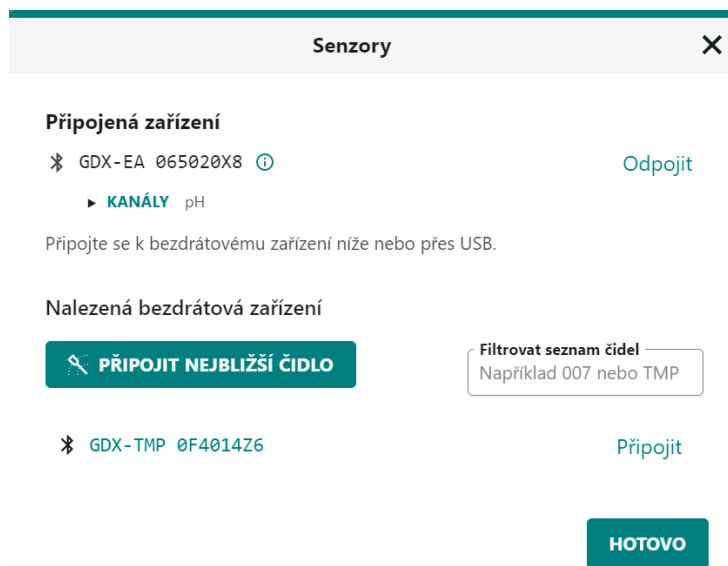 Senzory
Připojená zařízení
GDX-EA 065020X8
Odpojit
KANÁLY pH
Připojte se k bezdrátovému zařízení níže nebo přes USB.
Nalezená bezdrátová zařízení
PŘIPOJIT NEJBLIŽŠÍ ČIDLO
Filtrovat seznam čidel
Například 007 nebo TMP
GDX-TMP 0F4014Z6
Připojit
HOTOVO